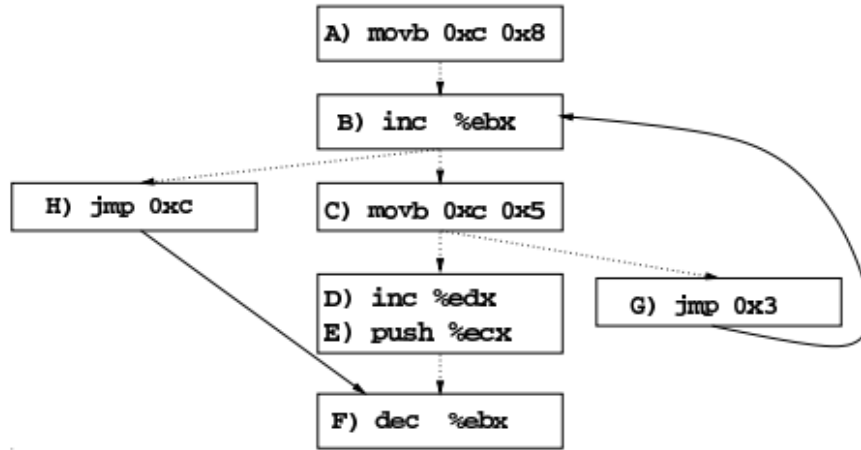 A) movb 0xc 0x8
B) inc %ebx
H) jmp 0xc
C) movb 0xc 0x5
D) inc %edx
E) push %ecx
G) jmp 0x3
F) dec %ebx